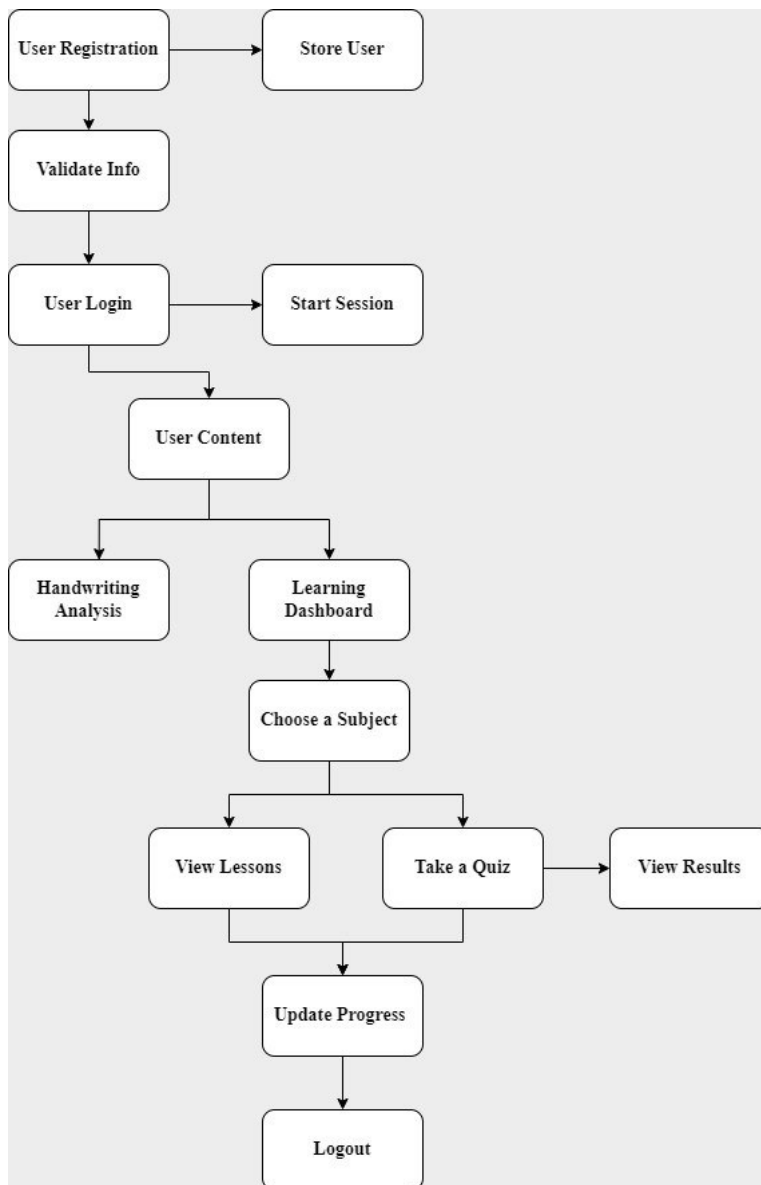 User Registration
Store User
Validate Info
User Login
Start Session
User Content
Handwriting
Analysis
Learning
Dashboard
Choose a Subject
View Lessons
Take a Quiz
View Results
Update Progress
Logout